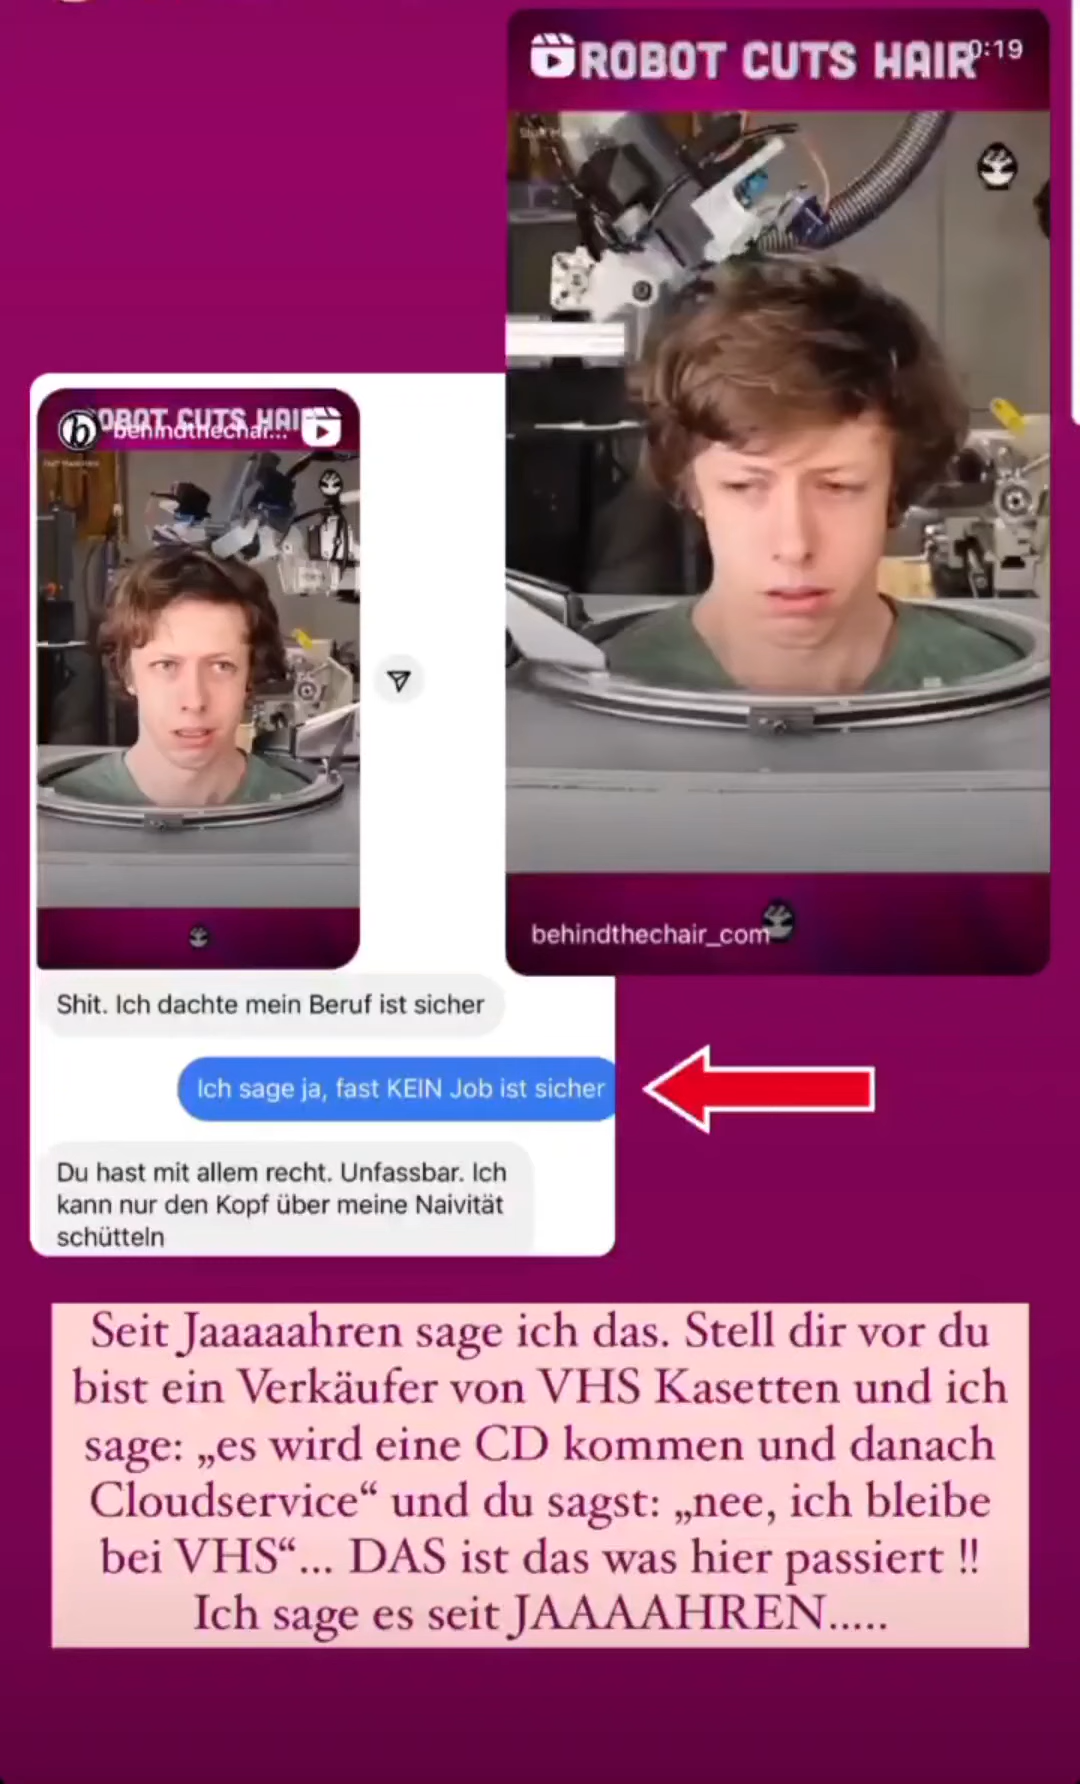 ROBOT CUTS HAIR
0:19
behindthechair_com
OBOT CUTS HAI
behindthechai...
Shit. Ich dachte mein Beruf ist sicher
Ich sage ja, fast KEIN Job ist sicher
Du hast mit allem recht. Unfassbar. Ich
kann nur den Kopf über meine Naivität
schütteln
Seit Jaaaaahren sage ich das. Stell dir vor du
bist ein Verkäufer von VHS Kasetten und ich
sage: „es wird eine CD kommen und danach
Cloudservice“ und du sagst: „nee, ich bleibe
bei VHS“... DAS ist das was hier passiert !!
Ich sage es seit JAAAAHREN.....